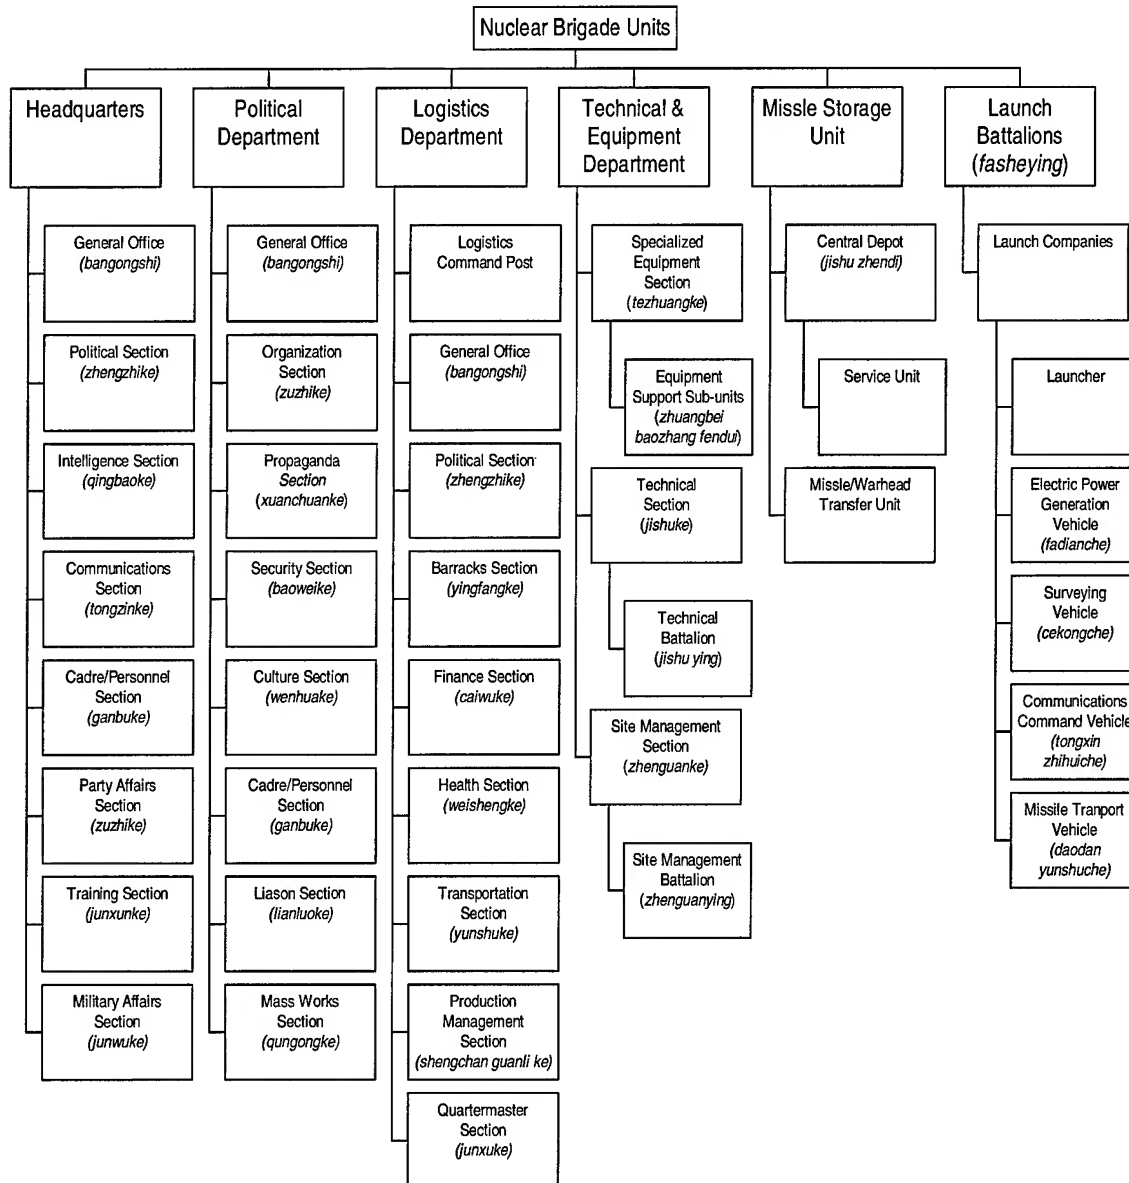 Nuclear Brigade Units
Headquarters
Political
Department
Logistics
Department
Technical &
Equipment
Department
Missle Storage
Unit
Launch
Battalions
(fasheying)
General Office
(bangongshi)
Political Section
(zhengzhike)
Intelligence Section
(qingbaoke)
Communications
Section
(tongzinke)
Cadre/Personnel
Section
(ganbuke)
Party Affairs
Section
(zuzhike)
Training Section
(junxunke)
Military Affairs
Section
(junwuke)
General Office
(bangongshi)
Organization
Section
(zuzhike)
Propaganda
Section
(xuanchuanke)
Security Section
(baoweike)
Culture Section
(wenhuake)
Cadre/Personnel
Section
(ganbuke)
Liason Section
(lianluoke)
Mass Works
Section
(qungongke)
Logistics
Command Post
General Office
(bangongshi)
Political Section
(zhengzhike)
Barracks Section
(yingfangke)
Finance Section
(caiwuke)
Health Section
(weishengke)
Transportation
Section
(yunshuke)
Production
Management
Section
(shengchan guanli ke)
Quartermaster
Section
(junxuke)
Specialized
Equipment
Section
(tezhuangke)
Equipment
Support Sub-units
(zhuangbei
baozhang fendui)
Technical
Section
(jishuke)
Technical
Battalion
(jishu ying)
Site Management
Section
(zhenguanke)
Site Management
Battalion
(zhenguanying)
Central Depot
(jishu zhendi)
Service Unit
Missle/Warhead
Transfer Unit
Launch Companies
Launcher
Electric Power
Generation
Vehicle
(fadianche)
Surveying
Vehicle
(cekongche)
Communications
Command Vehicle
(tongxin
zhihuiche)
Missile Tranport
Vehicle
(daodan
yunshuche)